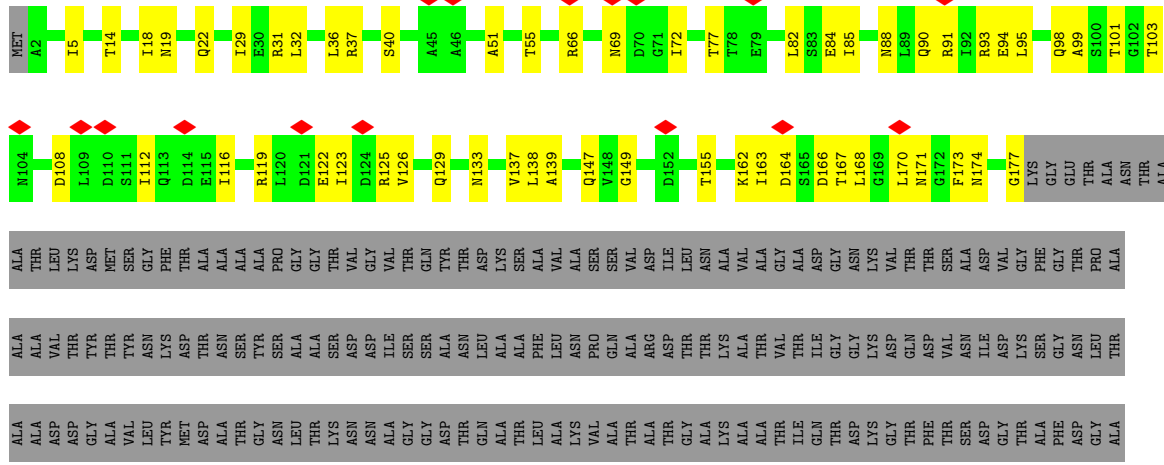 MET A2 I5 T14 I18 N19 Q22 I29 E30 R31 L32 L36 R37 S40 A45 A46 A51 T55 R66 N69 D70 G71 I72 T77 T78 E79 L82 S83 E84 I85 N88 L89 Q90 R91 I92 R93 E94 L95 Q98 A99 S100 T101 G102 T103
N104 D108 L109 D110 S111 I112 Q113 D114 E115 I116 R119 L120 D121 E122 I123 D124 R125 V126 Q129 N133 V137 L138 A139 Q147 V148 G149 D152 T155 K162 I163 D164 S165 D166 T167 L168 G169 L170 N171 G172 F173 N174 G177 LYS GLY GLU THR ALA ASN THR ALA
ALA THR LEU LYS ASP MET SER GLY PHE THR ALA ALA ALA ALA PRO GLY GLY THR VAL GLY VAL THR GLN TYR THR ASP LYS SER ALA VAL ALA SER SER VAL ASP ILE LEU ASN ALA VAL ALA GLY ALA ASP GLY ASN LYS VAL THR THR SER ALA ASP VAL GLY PHE GLY THR PRO ALA
ALA ALA VAL THR TYR THR TYR ASN LYS ASP THR ASN SER TYR SER ALA ALA SER ASP ASP ILE SER SER ALA ASN LEU ALA ALA PHE LEU ASN PRO GLN ALA ARG ASP THR THR LYS ALA THR VAL THR ILE GLY GLY LYS ASP GLN ASP VAL ASN ILE ASP LYS SER GLY ASN LEU THR
ALA ALA ASP ASP GLY ALA VAL LEU TYR MET ASP ALA THR GLY ASN LEU THR LYS ASN ASN ALA GLY GLY ASP THR GLN ALA THR LEU ALA LYS VAL ALA THR ALA THR GLY ALA LYS ALA ALA THR ILE GLN THR ASP LYS GLY THR PHE THR SER ASP GLY THR ALA PHE ASP GLY ALA